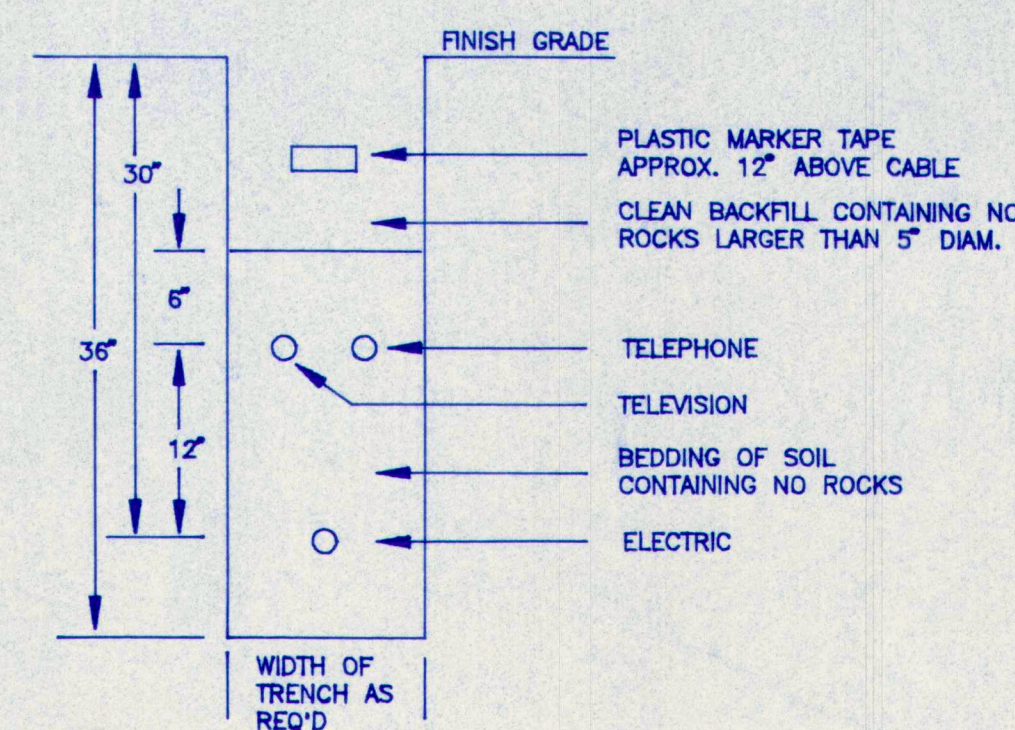 FINISH GRADE
PLASTIC MARKER TAPE
APPROX. 12" ABOVE CABLE
30"
CLEAN BACKFILL CONTAINING NO
ROCKS LARGER THAN 5" DIAM.
6"
36"
TELEPHONE
TELEVISION
12"
BEDDING OF SOIL
CONTAINING NO ROCKS
ELECTRIC
WIDTH OF
TRENCH AS
REQ'D